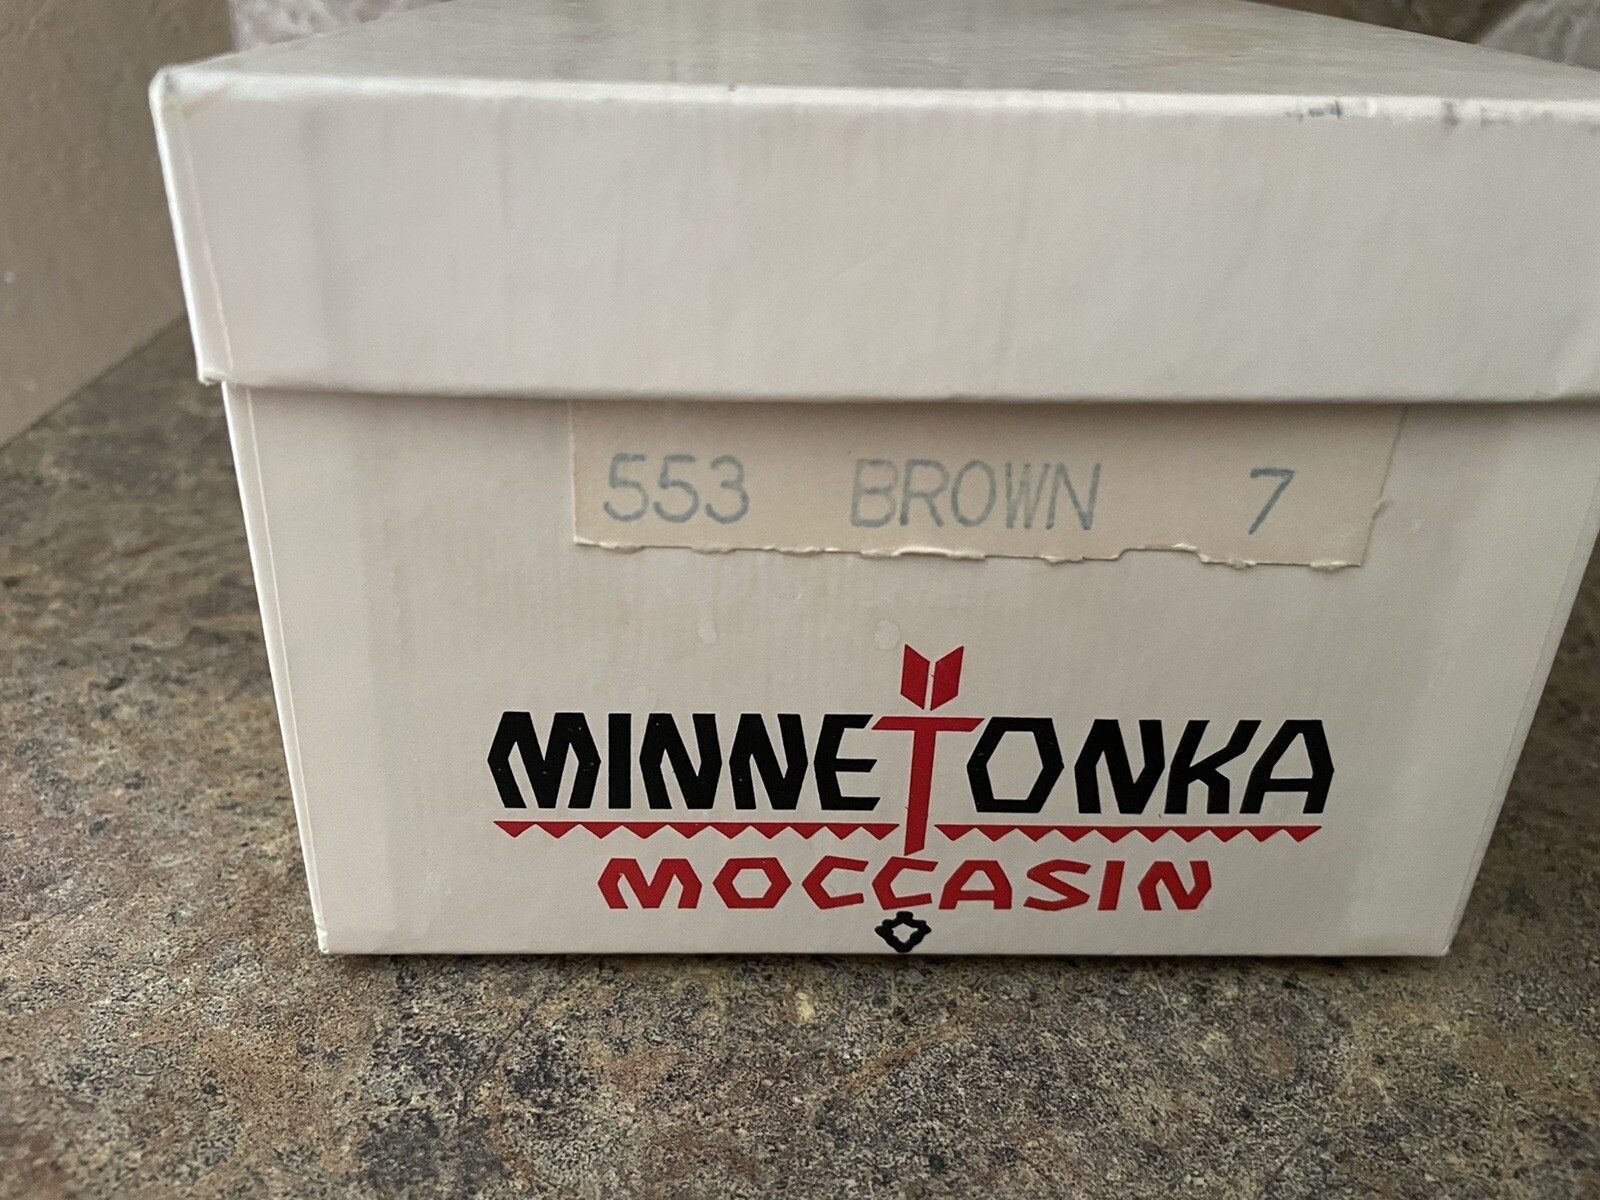 553 BROWN 7
MINNETONKA
MOCCASIN